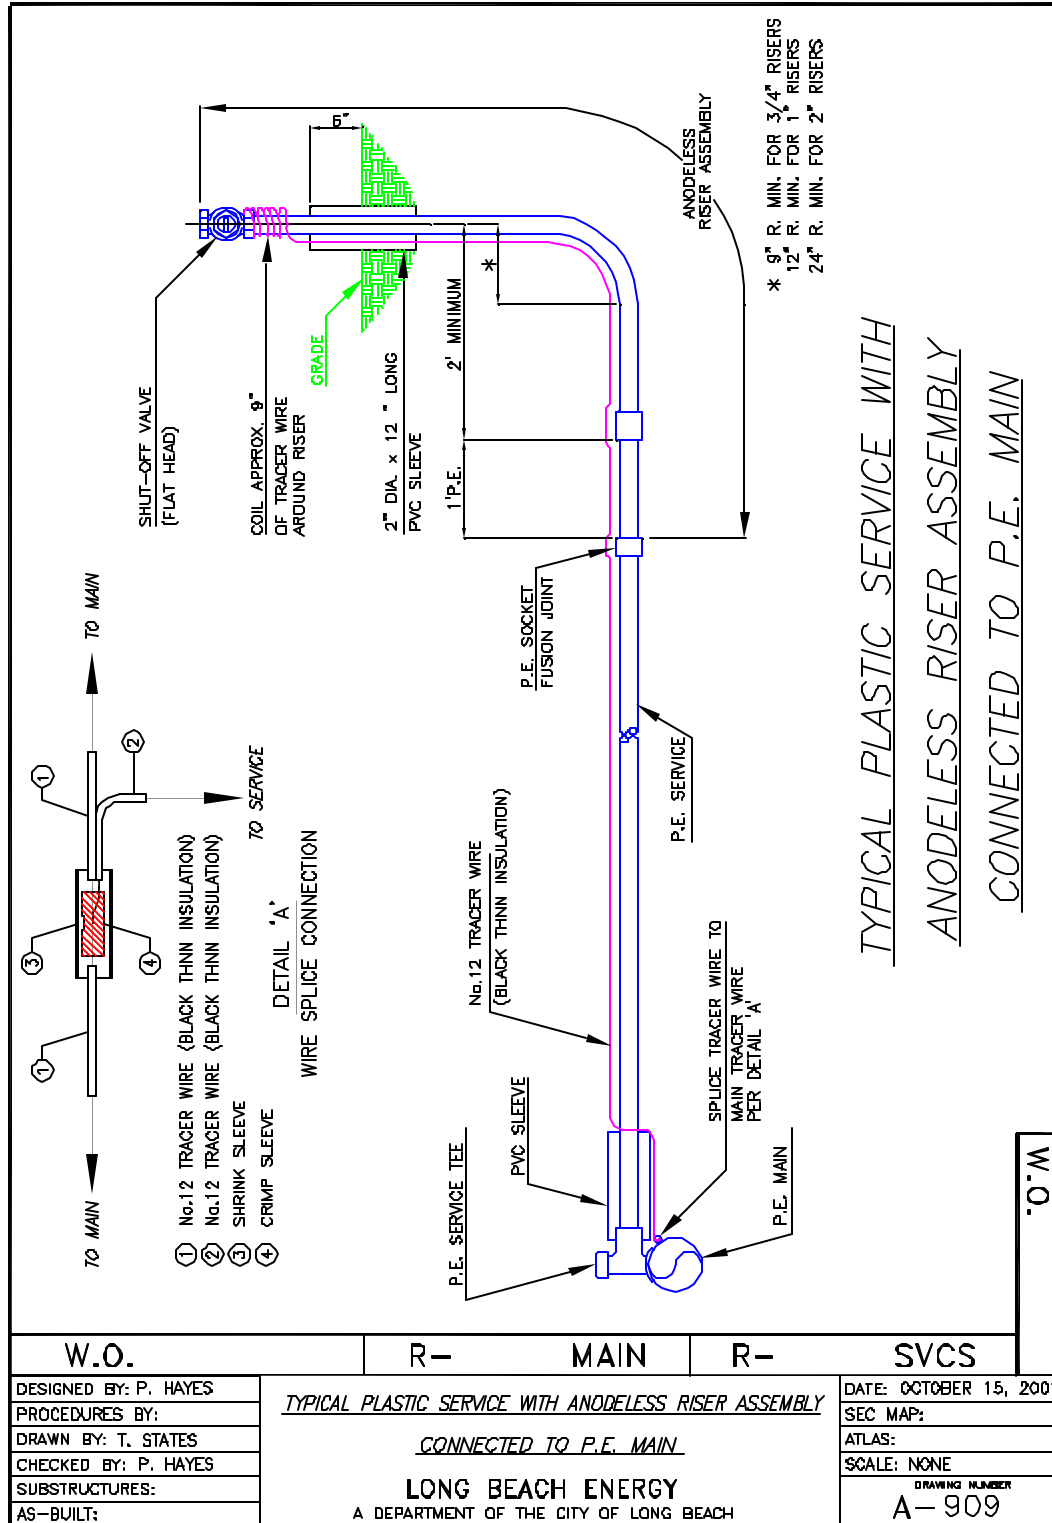 * 9" R. MIN. FOR 3/4" RISERS
12" R. MIN. FOR 1" RISERS
24" R. MIN. FOR 2" RISERS
ANODELESS
RISER ASSEMBLY
6"
SHUT-OFF VALVE
(FLAT HEAD)
COIL APPROX. 9"
OF TRACER WIRE
AROUND RISER
GRADE
2" DIA. x 12 " LONG
PVC SLEEVE
*
2' MINIMUM
1'P.E.
P.E. SOCKET
FUSION JOINT
P.E. SERVICE
No.12 TRACER WIRE
(BLACK THNN INSULATION)
PVC SLEEVE
P.E. SERVICE TEE
SPLICE TRACER WIRE TO
MAIN TRACER WIRE
PER DETAIL 'A'
P.E. MAIN
TO MAIN
TO MAIN
TO SERVICE
1
2
3
4
1
1 No.12 TRACER WIRE (BLACK THNN INSULATION)
2 No.12 TRACER WIRE (BLACK THNN INSULATION)
3 SHRINK SLEEVE
4 CRIMP SLEEVE
DETAIL 'A'
WIRE SPLICE CONNECTION
TYPICAL PLASTIC SERVICE WITH
ANODELESS RISER ASSEMBLY
CONNECTED TO P.E. MAIN
W.O.
W.O.
R- MAIN
R- SVCS
DESIGNED BY: P. HAYES
PROCEDURES BY:
DRAWN BY: T. STATES
CHECKED BY: P. HAYES
SUBSTRUCTURES:
AS-BUILT:
TYPICAL PLASTIC SERVICE WITH ANODELESS RISER ASSEMBLY
CONNECTED TO P.E. MAIN
LONG BEACH ENERGY
A DEPARTMENT OF THE CITY OF LONG BEACH
DATE: OCTOBER 15,
SEC MAP:
ATLAS:
SCALE: NONE
DRAWING NUMBER
A-909